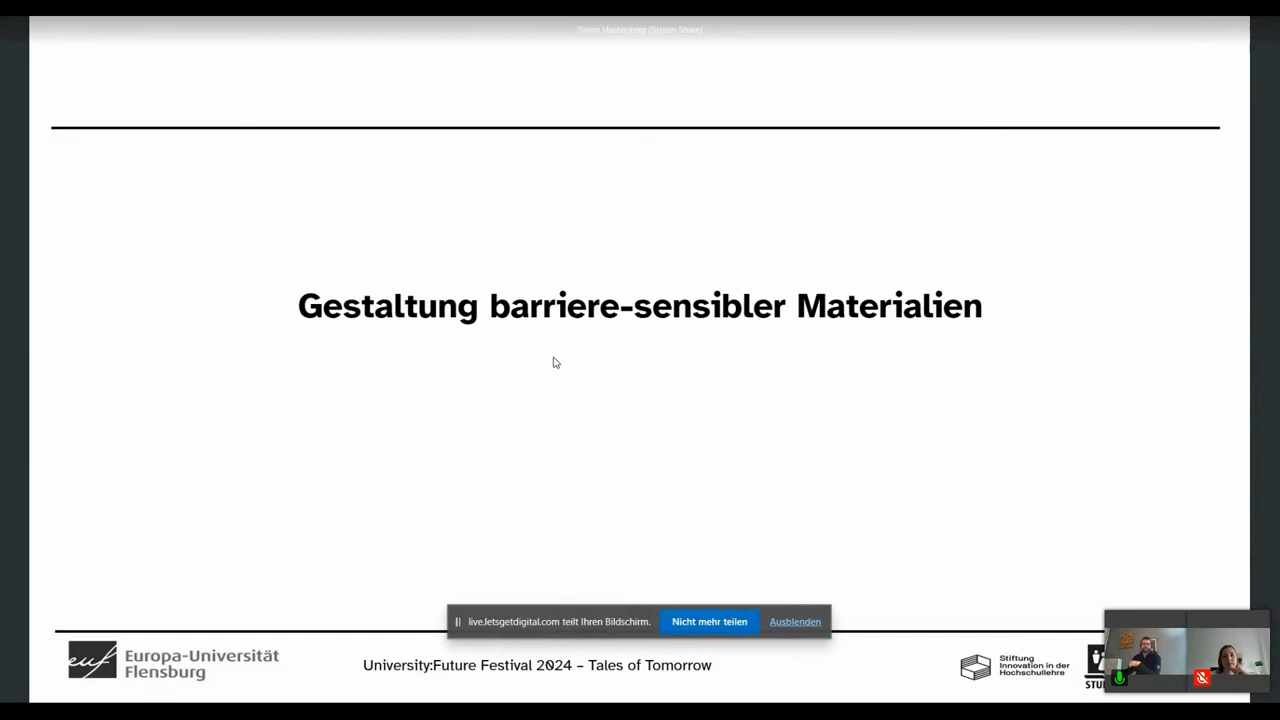 Gestaltung barriere-sensibler Materialien
live.letsgetdigital.com teilt Ihren Bildschirm.
Nicht mehr teilen
Ausblenden
euf
Europa-Universität
Flensburg
University:Future Festival 2024 – Tales of Tomorrow
Stiftung
Innovation in der
Hochschullehre